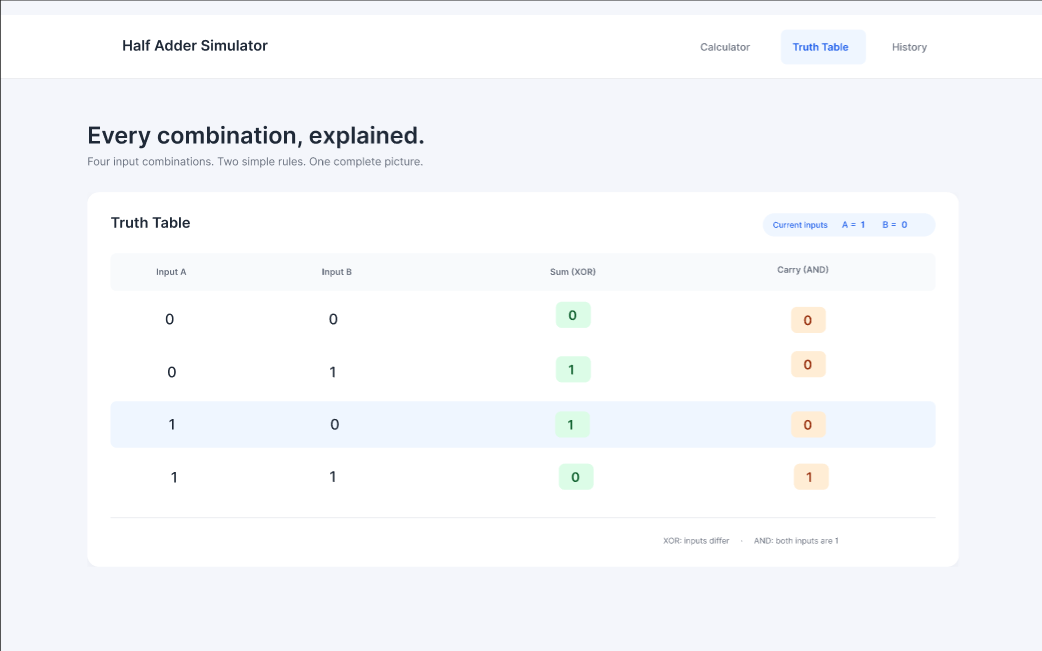 Half Adder Simulator
Calculator Truth Table History
Every combination, explained.
Four input combinations. Two simple rules. One complete picture.
Truth Table
Current inputs A = 1 B = 0
Input A Input B Sum (XOR) Carry (AND)
0 0 0 0
0 1 1 0
1 0 1 0
1 1 0 1
XOR: inputs differ · AND: both inputs are 1